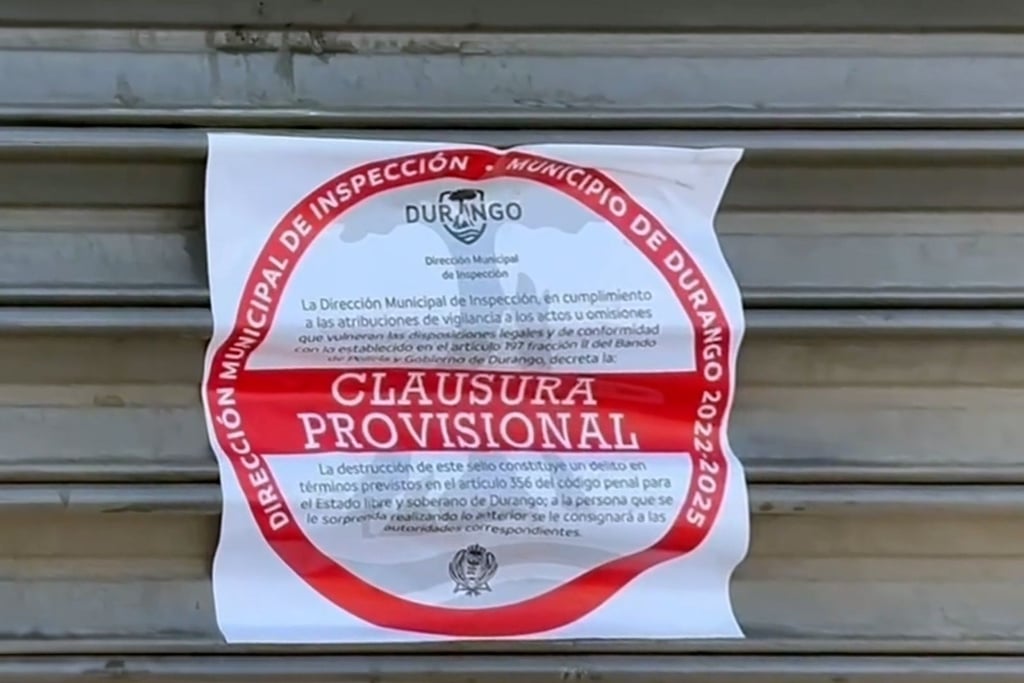 DIRECCIÓN MUNICIPAL DE INSPECCIÓN • MUNICIPIO DE DURANGO 2022-2025
DURANGO
Dirección Municipal
de Inspección
La Dirección Municipal de Inspección, en cumplimiento
a las atribuciones de vigilancia a los actos u omisiones
que vulneran las disposiciones legales y de conformidad
con lo establecido en el artículo 197 fracción II del Bando
de Policía y Gobierno de Durango, decreta la:
CLAUSURA
PROVISIONAL
La destrucción de este sello constituye un delito en
términos previstos en el artículo 356 del código penal para
el Estado libre y soberano de Durango; a la persona que se
le sorprenda realizando lo anterior se le consignará a las
autoridades correspondientes.